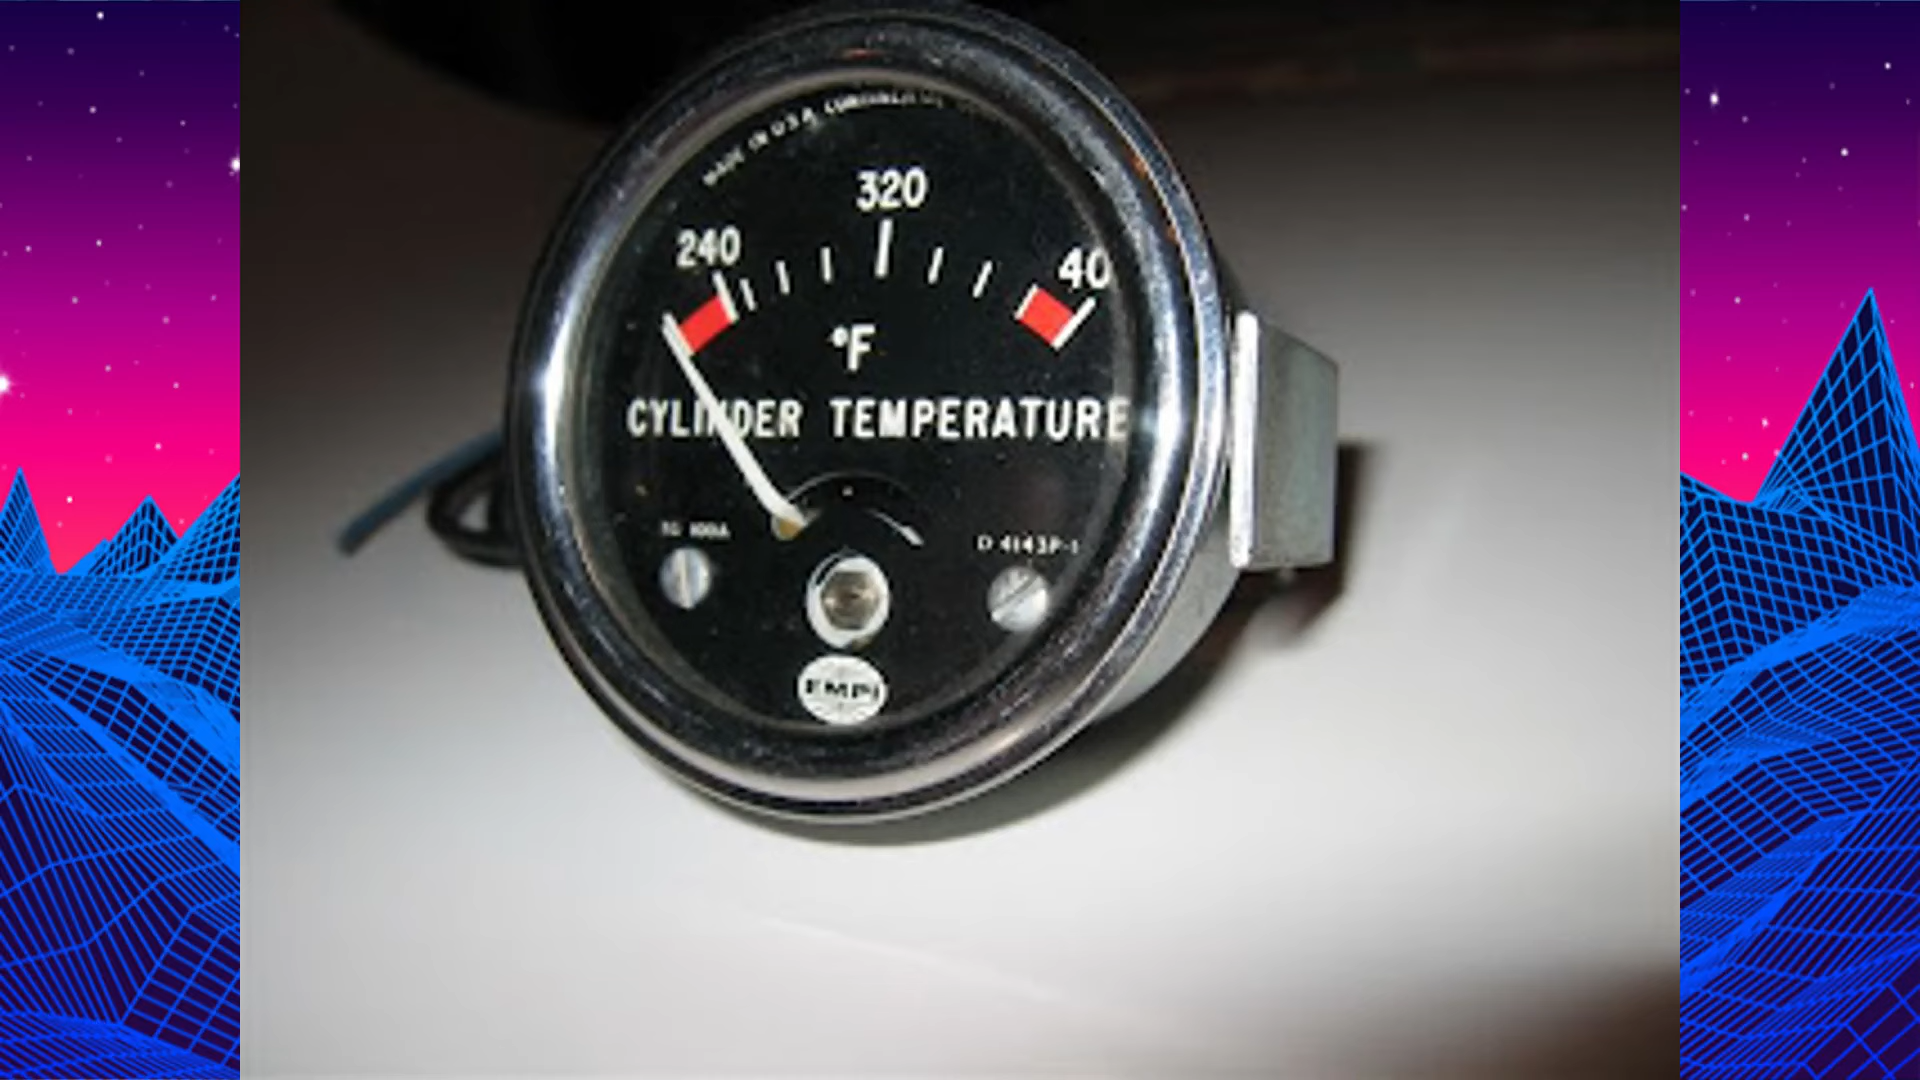 MADE IN U.S.A.
320
240
40
°F
CYLINDER TEMPERATURE
D 4143P-1
EMPI